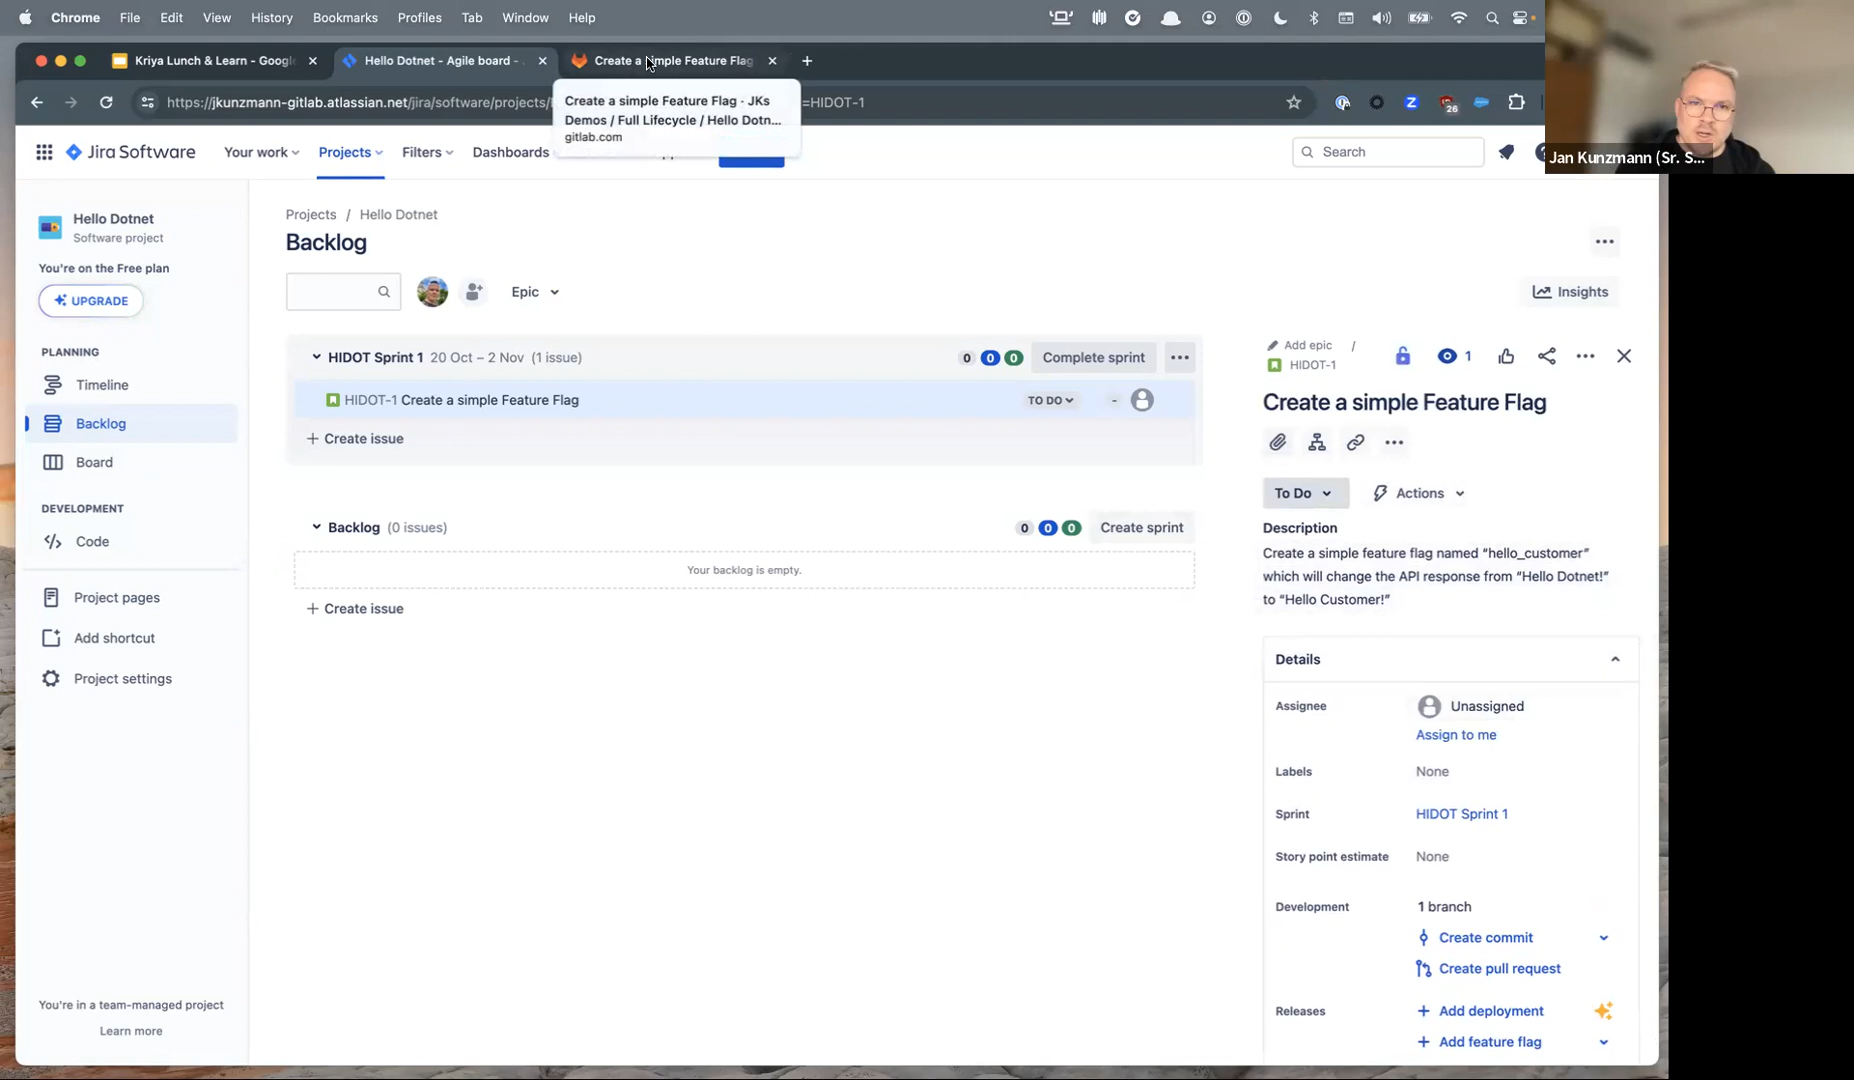 Chrome File Edit View History Bookmarks Profiles Tab Window Help
Kriya Lunch & Learn - Google
Hello Dotnet - Agile board -
Create a simple Feature Flag
https://jkunzmann-gitlab.atlassian.net/jira/software/projects/
=HIDOT-1
26
Create a simple Feature Flag · JKs
Demos / Full Lifecycle / Hello Dotn...
gitlab.com
Jan Kunzmann (Sr. S...
Jira Software
Your work
Projects
Filters
Dashboards
Search
Hello Dotnet
Software project
You're on the Free plan
UPGRADE
PLANNING
Timeline
Backlog
Board
DEVELOPMENT
Code
Project pages
Add shortcut
Project settings
You're in a team-managed project
Learn more
Projects / Hello Dotnet
Backlog
Epic
Insights
HIDOT Sprint 1 20 Oct – 2 Nov (1 issue)
0 0 0 Complete sprint
HIDOT-1 Create a simple Feature Flag
TO DO -
+ Create issue
Backlog (0 issues)
0 0 0 Create sprint
Your backlog is empty.
+ Create issue
Add epic /
HIDOT-1
1
Create a simple Feature Flag
To Do
Actions
Description
Create a simple feature flag named “hello_customer”
which will change the API response from “Hello Dotnet!”
to “Hello Customer!”
Details
Assignee
Unassigned
Assign to me
Labels
None
Sprint
HIDOT Sprint 1
Story point estimate
None
Development
1 branch
Create commit
Create pull request
Releases
+ Add deployment
+ Add feature flag